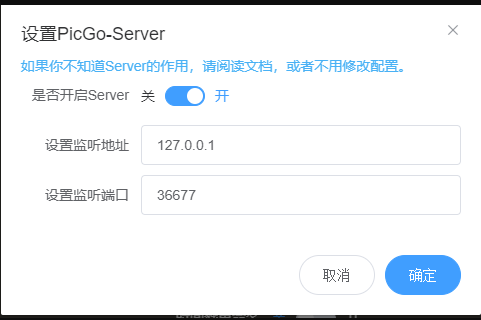 设置PicGo-Server
如果你不知道Server的作用，请阅读文档，或者不用修改配置。
是否开启Server 关 开
设置监听地址 127.0.0.1
设置监听端口 36677
取消 确定